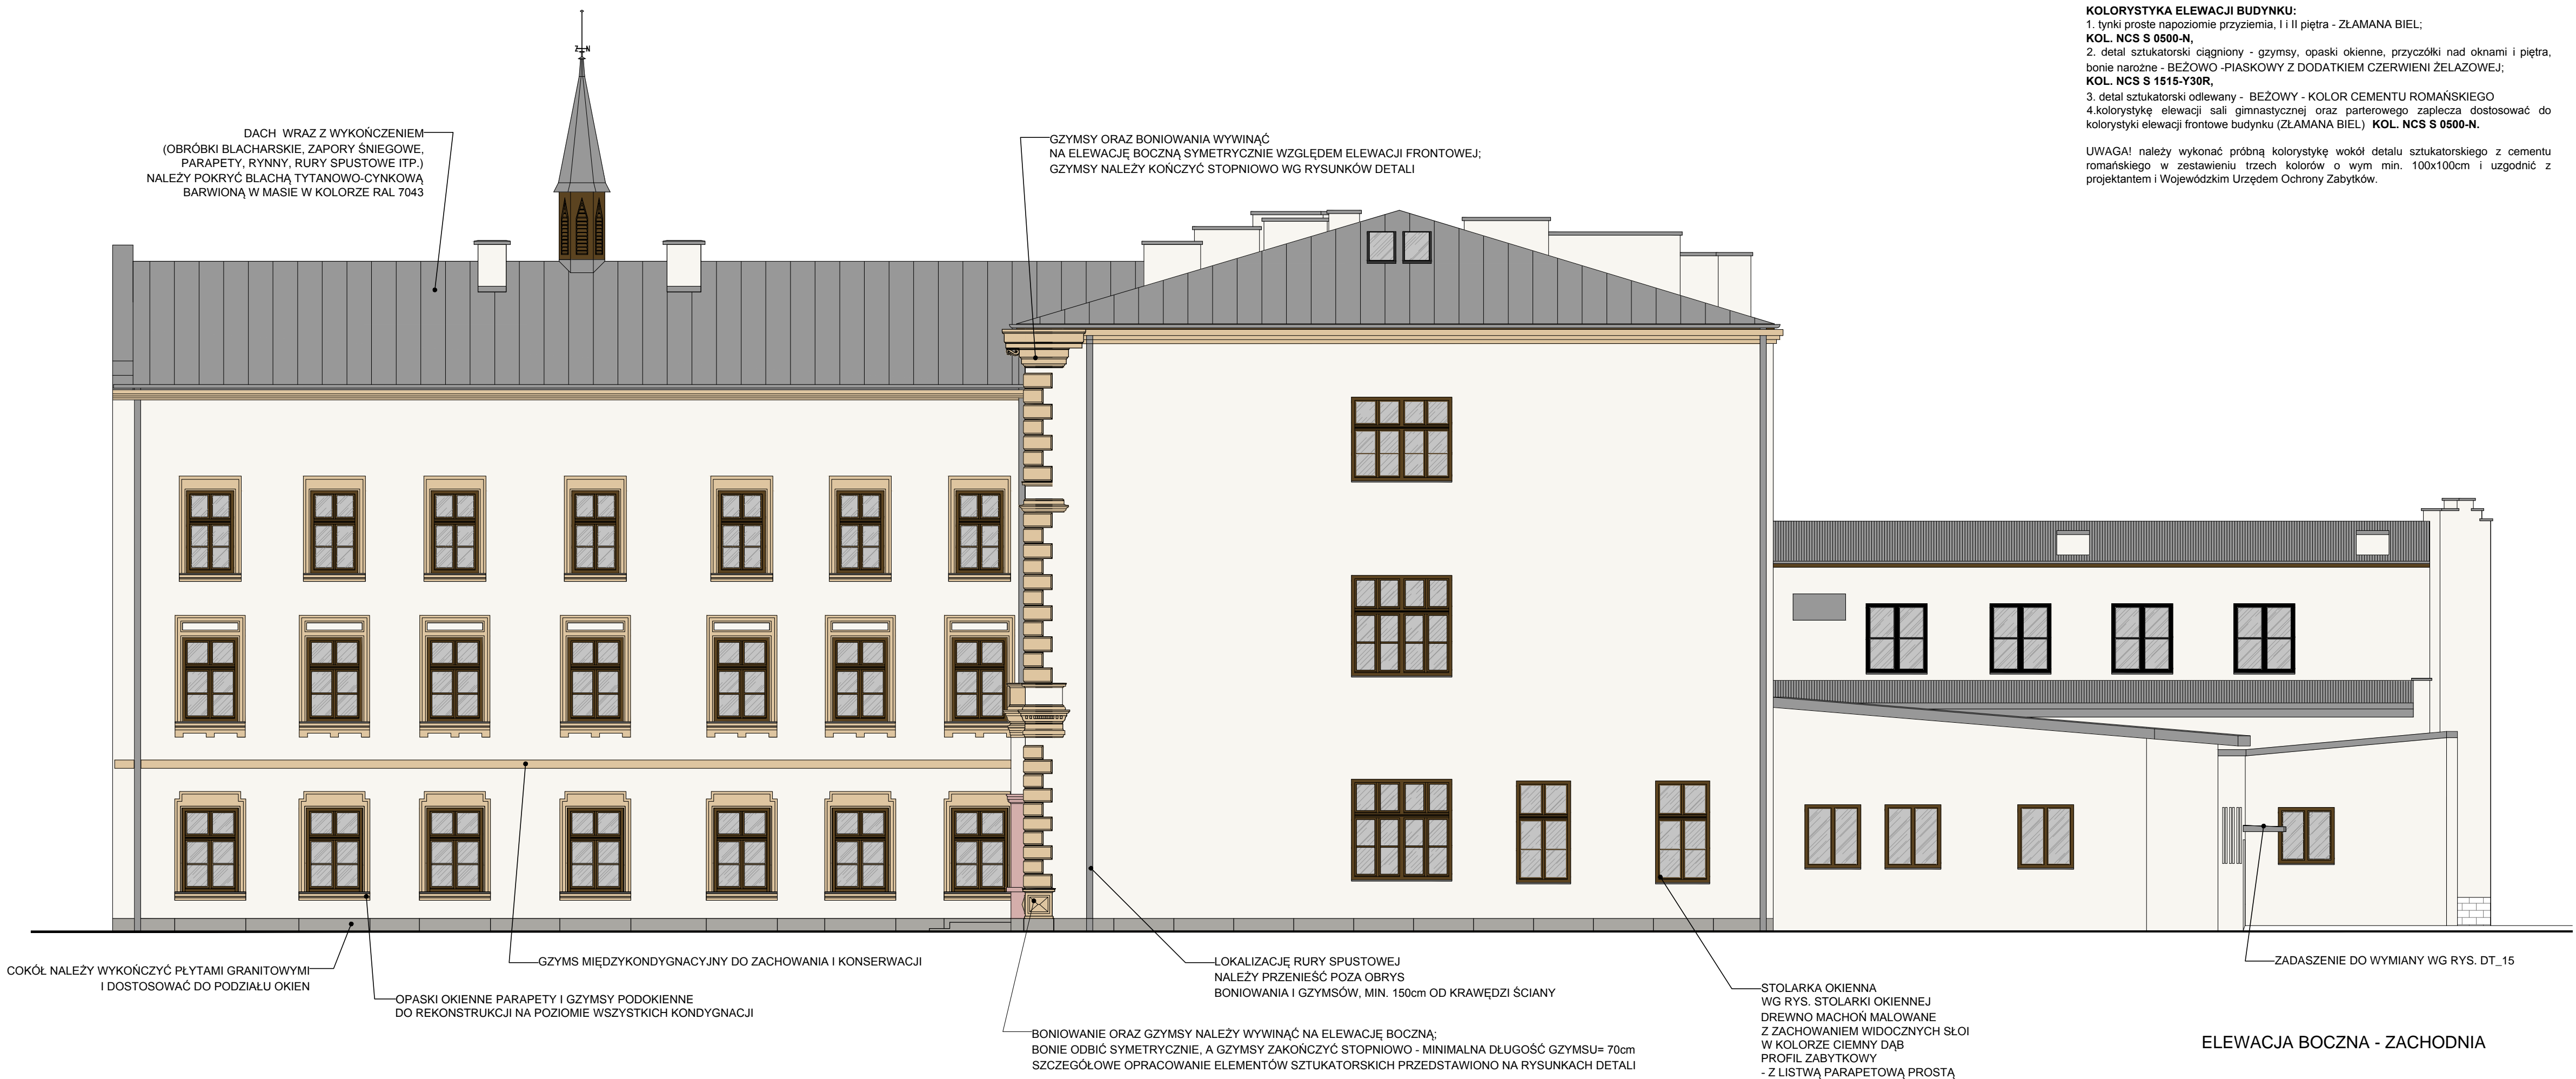 KOLORYSTYKA ELEWACJI BUDYNKU:
1. tynki proste napoziomie przyziemia, I i II piętra - ZŁAMANA BIEL;
KOL. NCS S 0500-N,
2. detal sztukatorski ciągniony - gzymsy, opaski okienne, przyczółki nad oknami i piętra,
bonie narożne - BEŻOWO -PIASKOWY Z DODATKIEM CZERWIENI ŻELAZOWEJ;
KOL. NCS S 1515-Y30R,
3. detal sztukatorski odlewany - BEŻOWY - KOLOR CEMENTU ROMAŃSKIEGO
4.kolorystykę elewacji sali gimnastycznej oraz parterowego zaplecza dostosować do
kolorystyki elewacji frontowe budynku (ZŁAMANA BIEL) KOL. NCS S 0500-N.
UWAGA! należy wykonać próbną kolorystykę wokół detalu sztukatorskiego z cementu
romańskiego w zestawieniu trzech kolorów o wym min. 100x100cm i uzgodnić z
projektantem i Wojewódzkim Urzędem Ochrony Zabytków.
Z N
DACH WRAZ Z WYKOŃCZENIEM
(OBRÓBKI BLACHARSKIE, ZAPORY ŚNIEGOWE,
PARAPETY, RYNNY, RURY SPUSTOWE ITP.)
NALEŻY POKRYĆ BLACHĄ TYTANOWO-CYNKOWĄ
BARWIONĄ W MASIE W KOLORZE RAL 7043
GZYMSY ORAZ BONIOWANIA WYWINĄĆ
NA ELEWACJĘ BOCZNĄ SYMETRYCZNIE WZGLĘDEM ELEWACJI FRONTOWEJ;
GZYMSY NALEŻY KOŃCZYĆ STOPNIOWO WG RYSUNKÓW DETALI
COKÓŁ NALEŻY WYKOŃCZYĆ PŁYTAMI GRANITOWYMI
I DOSTOSOWAĆ DO PODZIAŁU OKIEN
OPASKI OKIENNE PARAPETY I GZYMSY PODOKIENNE
DO REKONSTRUKCJI NA POZIOMIE WSZYSTKICH KONDYGNACJI
GZYMS MIĘDZYKONDYGNACYJNY DO ZACHOWANIA I KONSERWACJI
BONIOWANIE ORAZ GZYMSY NALEŻY WYWINĄĆ NA ELEWACJĘ BOCZNĄ;
BONIE ODBIĆ SYMETRYCZNIE, A GZYMSY ZAKOŃCZYĆ STOPNIOWO - MINIMALNA DŁUGOŚĆ GZYMSU= 70cm
SZCZEGÓŁOWE OPRACOWANIE ELEMENTÓW SZTUKATORSKICH PRZEDSTAWIONO NA RYSUNKACH DETALI
LOKALIZACJĘ RURY SPUSTOWEJ
NALEŻY PRZENIEŚĆ POZA OBRYS
BONIOWANIA I GZYMSÓW, MIN. 150cm OD KRAWĘDZI ŚCIANY
STOLARKA OKIENNA
WG RYS. STOLARKI OKIENNEJ
DREWNO MACHOŃ MALOWANE
Z ZACHOWANIEM WIDOCZNYCH SŁOI
W KOLORZE CIEMNY DĄB
PROFIL ZABYTKOWY
- Z LISTWĄ PARAPETOWĄ PROSTĄ
ZADASZENIE DO WYMIANY WG RYS. DT_15
ELEWACJA BOCZNA - ZACHODNIA